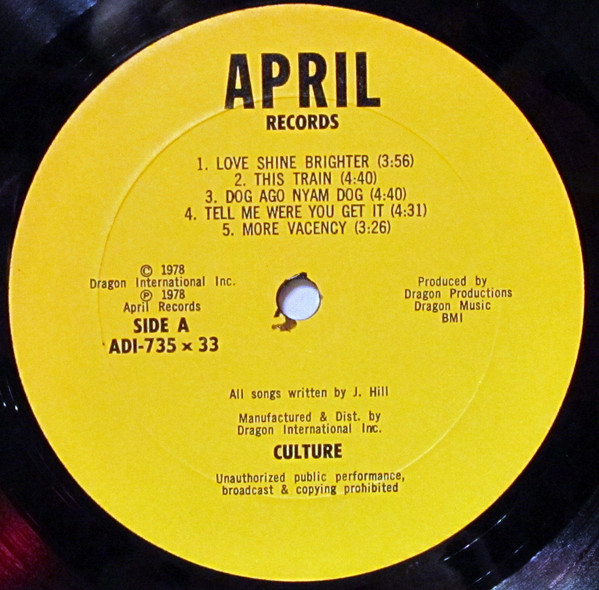 APRIL
RECORDS
1. LOVE SHINE BRIGHTER (3:56)
2. THIS TRAIN (4:40)
3. DOG AGO NYAM DOG (4:40)
4. TELL ME WERE YOU GET IT (4:31)
5. MORE VACENCY (3:26)
© 1978
Dragon International Inc.
℗ 1978
April Records
SIDE A
ADI-735 x 33
Produced by
Dragon Productions
Dragon Music
BMI
All songs written by J. Hill
Manufactured & Dist. by
Dragon International Inc.
CULTURE
Unauthorized public performance,
broadcast & copying prohibited